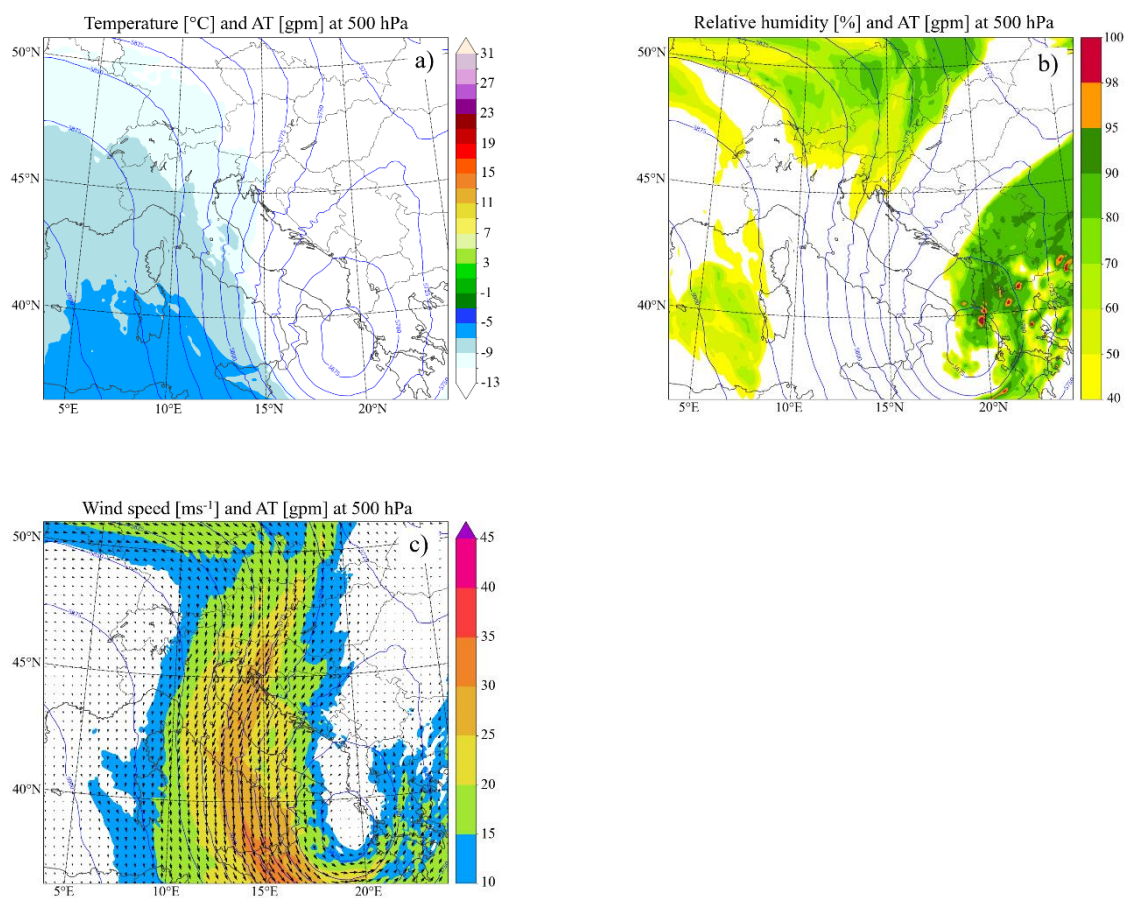 Temperature [°C] and AT [gpm] at 500 hPa
a)
50°N
45°N
40°N
5°E 10°E 15°E 20°E
31
27
23
19
15
11
7
3
-1
-5
-9
-13
Relative humidity [%] and AT [gpm] at 500 hPa
b)
50°N
45°N
40°N
5°E 10°E 15°E 20°E
100
98
95
90
80
70
60
50
40
Wind speed [ms⁻¹] and AT [gpm] at 500 hPa
c)
50°N
45°N
40°N
5°E 10°E 15°E 20°E
45
40
35
30
25
20
15
10